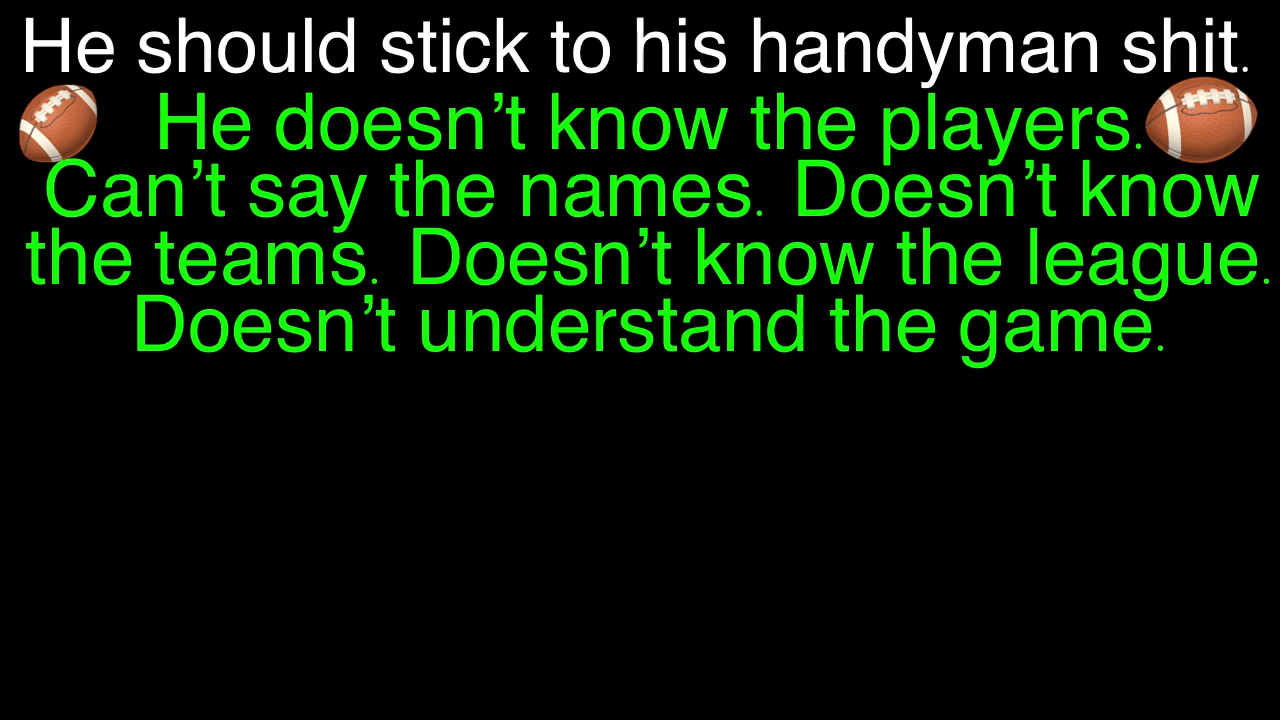 He should stick to his handyman shit.
He doesn’t know the players.
Can’t say the names. Doesn’t know
the teams. Doesn’t know the league.
Doesn’t understand the game.